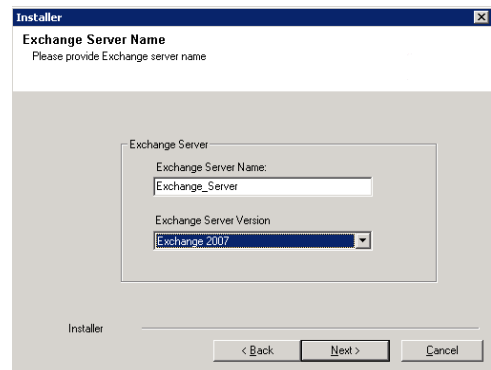 Installer
Exchange Server Name
Please provide Exchange server name
Exchange Server
Exchange Server Name:
Exchange_Server
Exchange Server Version
Exchange 2007
Installer
< Back
Next >
Cancel